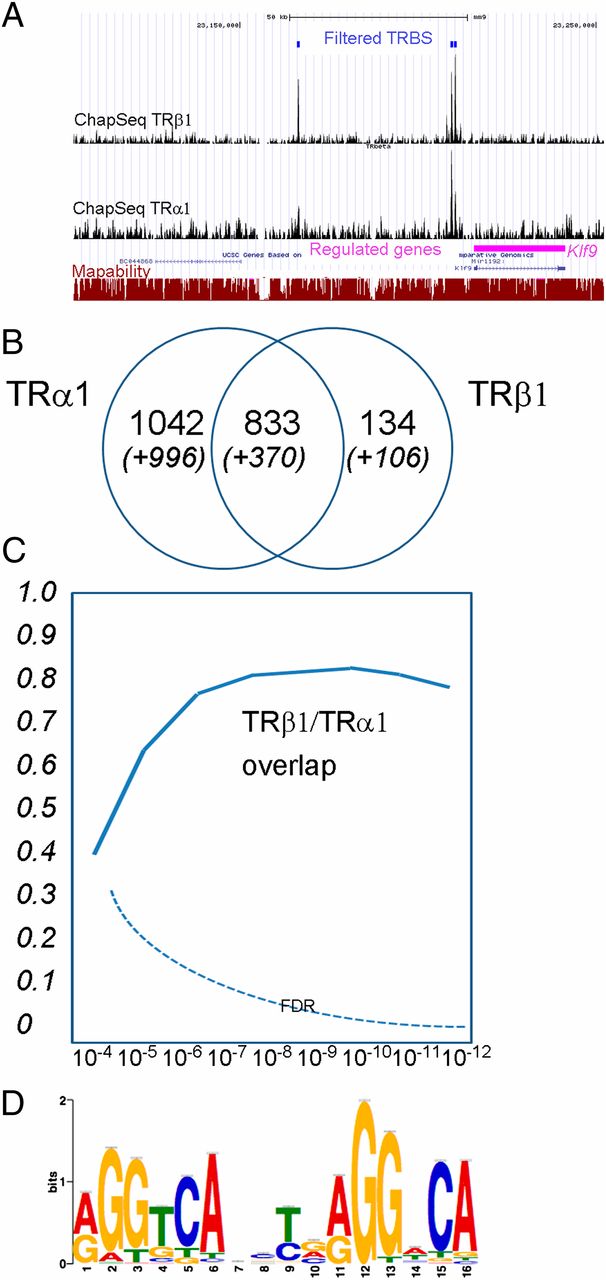 A
50 kb mm9
23,150,000 23,250,000
Filtered TRBS
ChapSeq TRβ1
TRbeta
ChapSeq TRα1
Regulated genes Klf9
UCSC Genes Based on mparative Genomics
BC044868 Mir1192
Klf9
Mapability
B
TRα1 TRβ1
1042 833 134
(+996) (+370) (+106)
C
1.0
0.9
0.8
0.7
0.6
0.5
0.4
0.3
0.2
0.1
0
TRβ1/TRα1
overlap
FDR
10-4 10-5 10-6 10-7 10-8 10-9 10-10 10-11 10-12
D
bits
2
1
0
AGGTCA T AGG CA
1 2 3 4 5 6 7 8 9 10 11 12 13 14 15 16